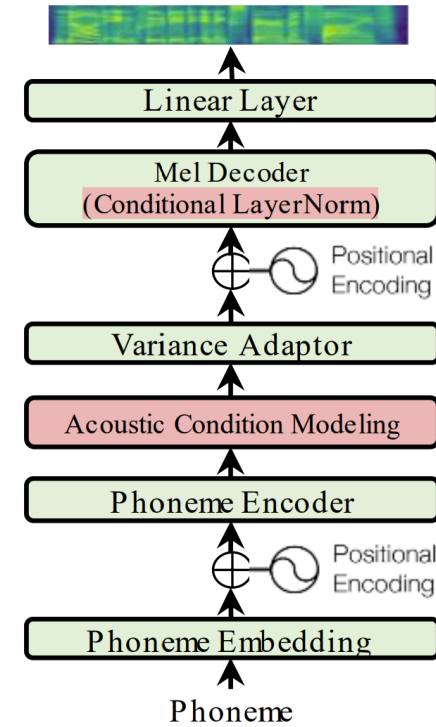 Linear Layer
Mel Decoder
(Conditional LayerNorm)
Positional
Encoding
Variance Adaptor
Acoustic Condition Modeling
Phoneme Encoder
Positional
Encoding
Phoneme Embedding
Phoneme